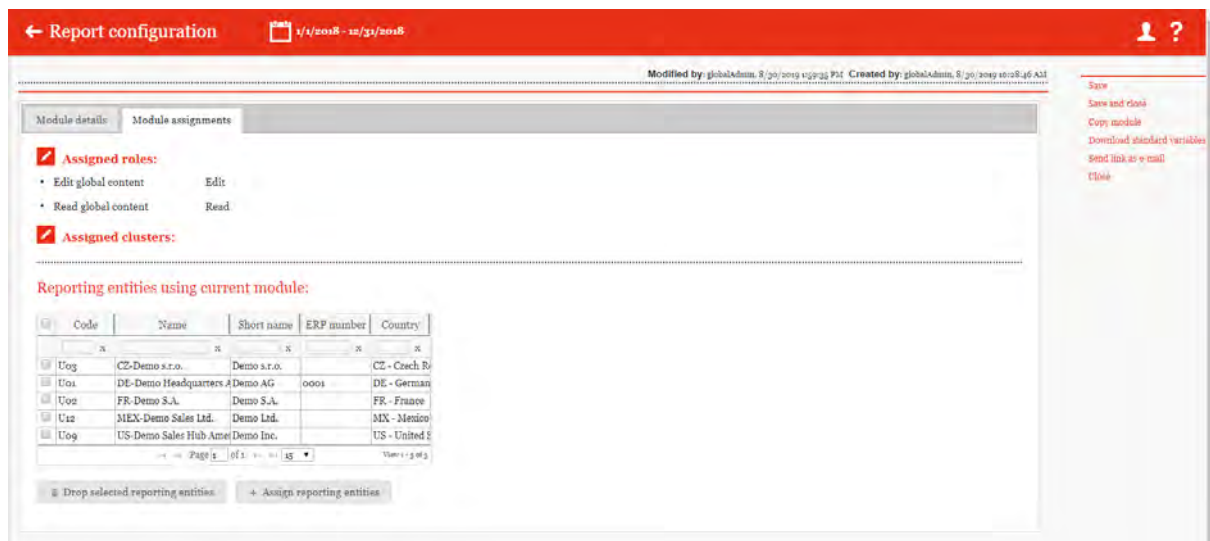 ← Report configuration 1/1/2018 - 12/31/2018 ?
Modified by: globalAdmin, 8/30/2019 1:59:35 PM Created by: globalAdmin, 8/30/2019 10:28:46 AM
Save
Save and close
Copy module
Download standard variables
Send link as e-mail
Close
Module details Module assignments
Assigned roles:
• Edit global content Edit
• Read global content Read
Assigned clusters:
Reporting entities using current module:
Code Name Short name ERP number Country
x x x x x
U03 CZ-Demo s.r.o. Demo s.r.o. CZ - Czech R
U01 DE-Demo Headquarters A Demo AG 0001 DE - German
U02 FR-Demo S.A. Demo S.A. FR - France
U12 MEX-Demo Sales Ltd. Demo Ltd. MX - Mexico
U09 US-Demo Sales Hub Ame Demo Inc. US - United S
Page 1 of 1 15 View 1 - 5 of 5
Drop selected reporting entities + Assign reporting entities